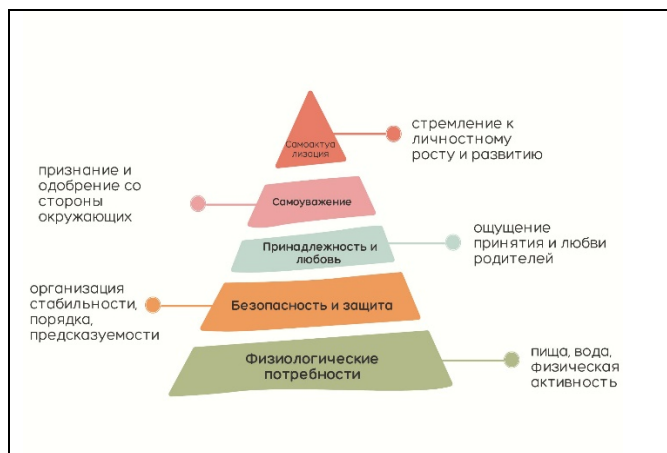 Самоактуа
лизация
стремление к
личностному
росту и развитию
признание и
одобрение со
стороны
окружающих
Самоуважение
Принадлежность и
любовь
ощущение
принятия и любви
родителей
организация
стабильности,
порядка,
предсказуемости
Безопасность и защита
Физиологические
потребности
пища, вода,
физическая
активность